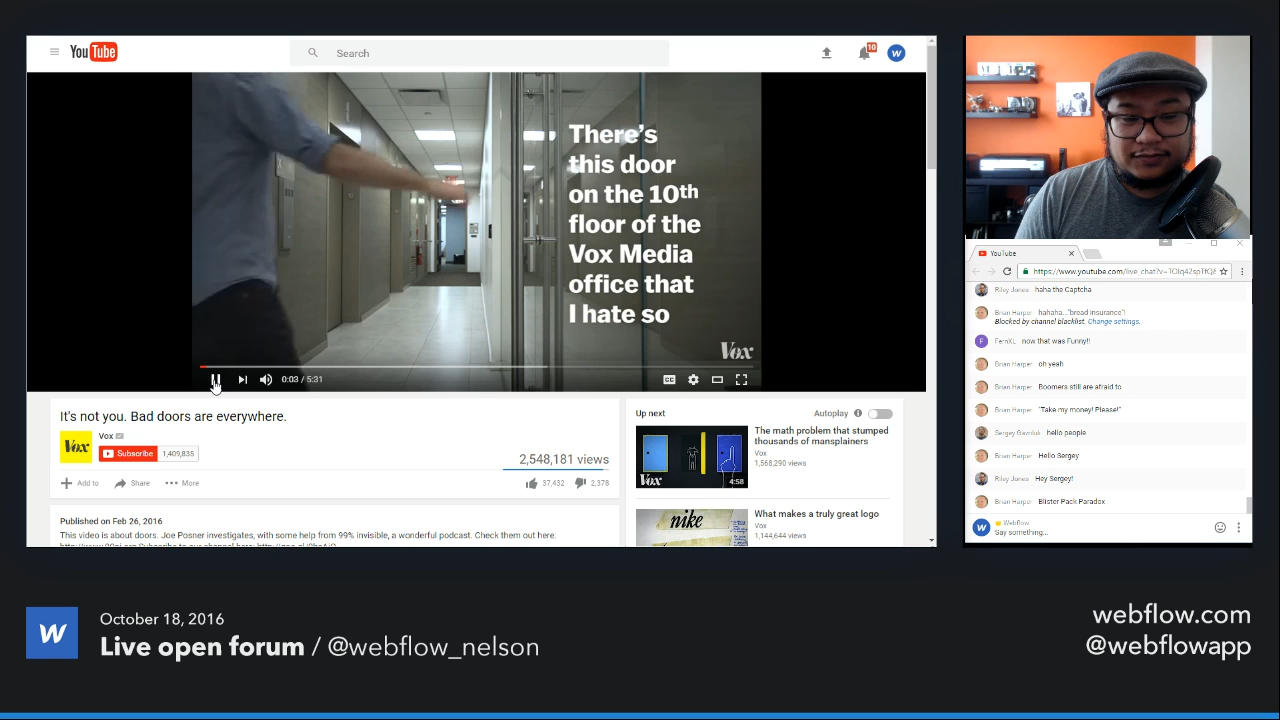 YouTube
Search
10
W
There's
this door
on the 10th
floor of the
Vox Media
office that
I hate so
Vox
0:03 / 5:31
CC
It's not you. Bad doors are everywhere.
Vox
Vox
Subscribe 1,409,835
2,548,181 views
Add to Share More
37,432 2,378
Published on Feb 26, 2016
This video is about doors. Joe Posner investigates, with some help from 99% invisible, a wonderful podcast. Check them out here:
Up next
Autoplay
The math problem that stumped
thousands of mansplainers
Vox
1,568,290 views
Vox
4:58
What makes a truly great logo
Vox
1,144,644 views
nike
YouTube
Riley Jones haha the Captcha
Brian Harper hahaha..."bread insurance"!
Blocked by channel blacklist. Change settings.
F
FernXL now that was Funny!!
Brian Harper oh yeah
Brian Harper Boomers still are afraid to
Brian Harper "Take my money! Please!"
Sergey Gavniuk hello people
Brian Harper Hello Sergey
Riley Jones Hey Sergey!
Brian Harper Blister Pack Paradox
W
Webflow
Say something...
W
October 18, 2016
Live open forum / @webflow_nelson
webflow.com
@webflowapp